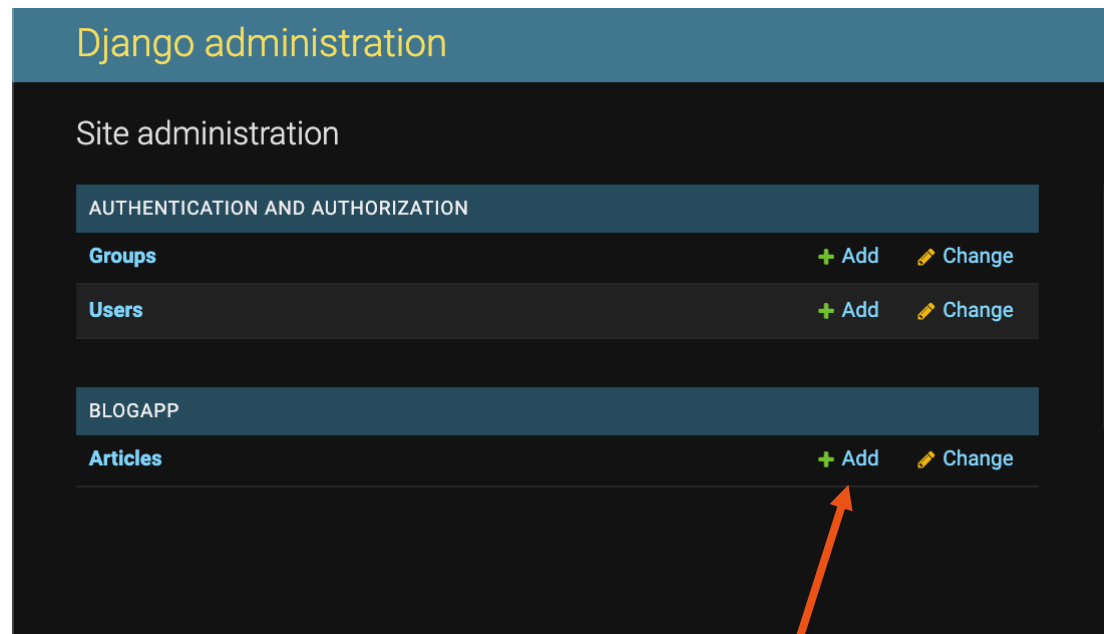 Django administration
Site administration
AUTHENTICATION AND AUTHORIZATION
Groups Add Change
Users Add Change
BLOGAPP
Articles Add Change